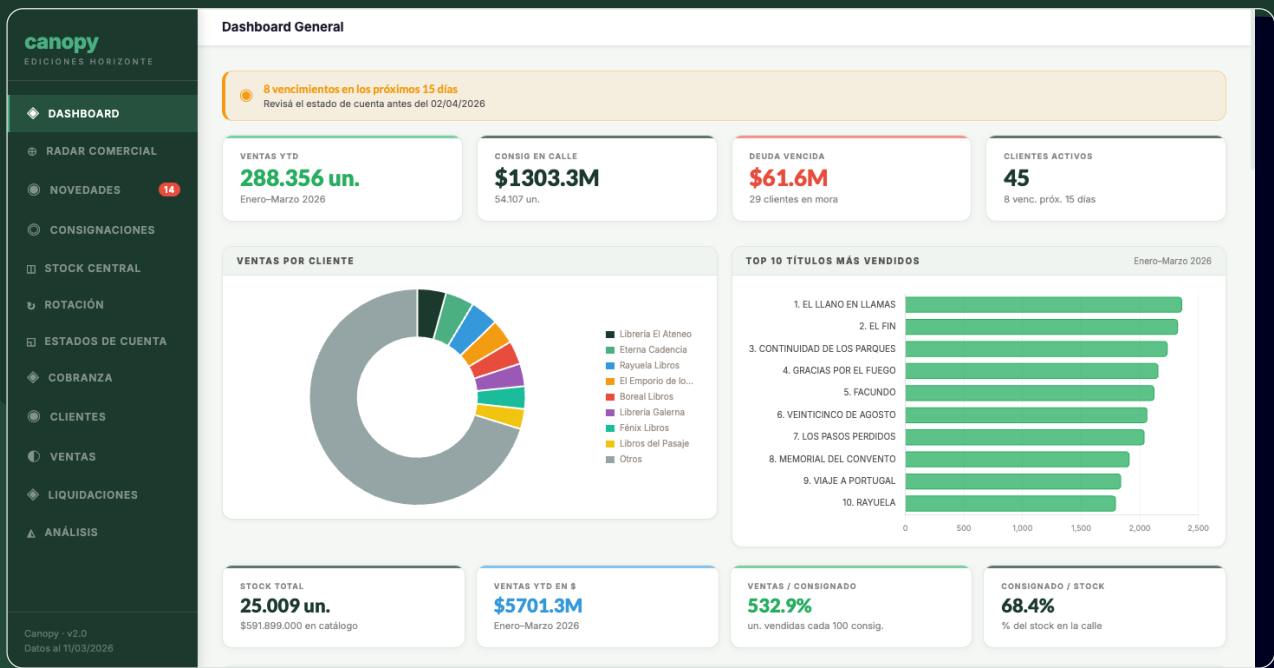 canopy
EDICIONES HORIZONTE
DASHBOARD
RADAR COMERCIAL
NOVEDADES 14
CONSIGNACIONES
STOCK CENTRAL
ROTACIÓN
ESTADOS DE CUENTA
COBRANZA
CLIENTES
VENTAS
LIQUIDACIONES
ANÁLISIS
Canopy · v2.0
Datos al 11/03/2026
Dashboard General
8 vencimientos en los próximos 15 días
Revisá el estado de cuenta antes del 02/04/2026
VENTAS YTD
288.356 un.
Enero–Marzo 2026
CONSIG EN CALLE
$1303.3M
54.107 un.
DEUDA VENCIDA
$61.6M
29 clientes en mora
CLIENTES ACTIVOS
45
8 venc. próx. 15 días
VENTAS POR CLIENTE
Librería El Ateneo
Eterna Cadencia
Rayuela Libros
El Emporio de lo...
Boreal Libros
Librería Galerna
Fénix Libros
Libros del Pasaje
Otros
TOP 10 TÍTULOS MÁS VENDIDOS Enero–Marzo 2026
1. EL LLANO EN LLAMAS
2. EL FIN
3. CONTINUIDAD DE LOS PARQUES
4. GRACIAS POR EL FUEGO
5. FACUNDO
6. VEINTICINCO DE AGOSTO
7. LOS PASOS PERDIDOS
8. MEMORIAL DEL CONVENTO
9. VIAJE A PORTUGAL
10. RAYUELA
0 500 1,000 1,500 2,000 2,500
STOCK TOTAL
25.009 un.
$591.899.000 en catálogo
VENTAS YTD EN $
$5701.3M
Enero–Marzo 2026
VENTAS / CONSIGNADO
532.9%
un. vendidas cada 100 consig.
CONSIGNADO / STOCK
68.4%
% del stock en la calle